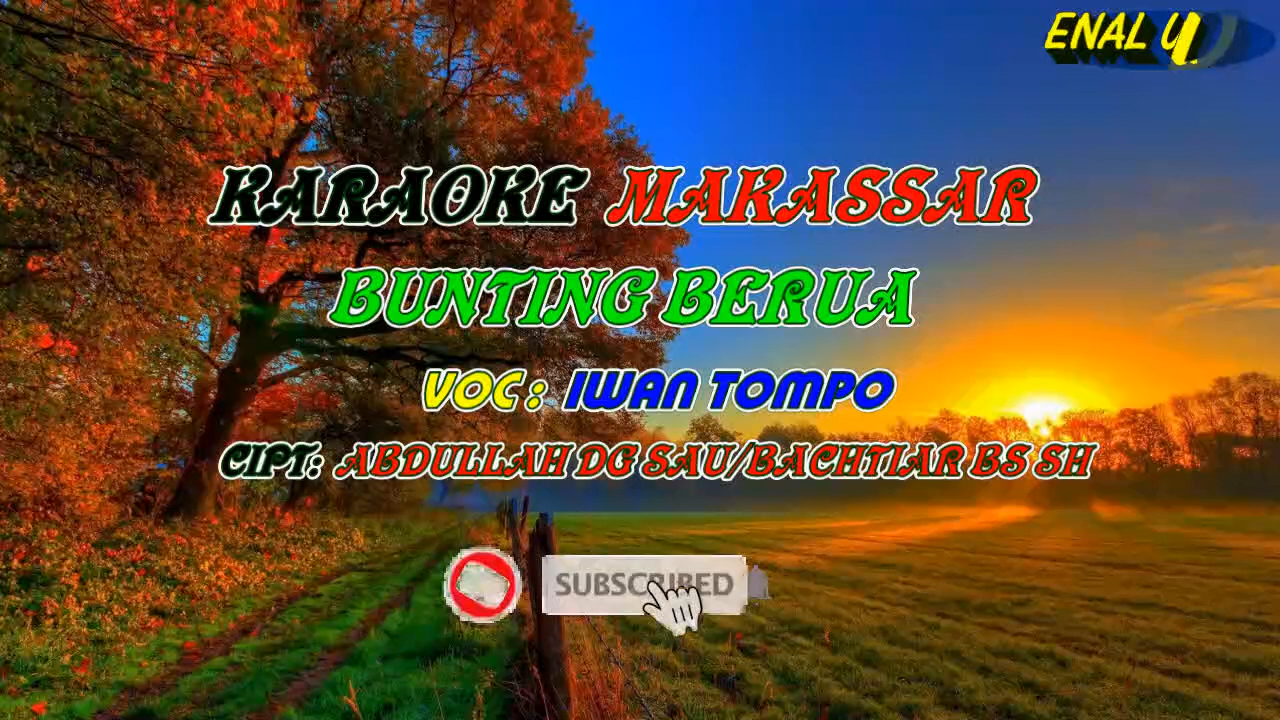 ENAL
KARAOKE MAKASSAR
BUNTING BERUA
VOC : IWAN TOMPO
CIPT: ABDULLAH DG SAU/BACHTIAR BS SH
SUBSCRIBED